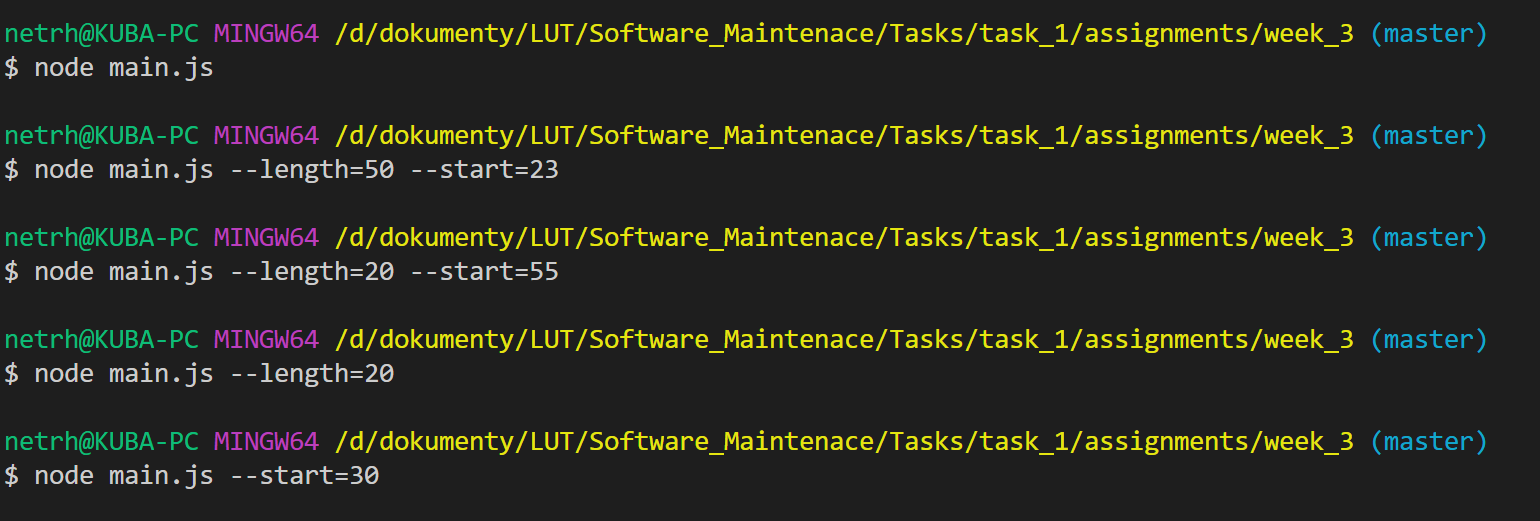 netrh@KUBA-PC MINGW64 /d/dokumenty/LUT/Software_Maintenace/Tasks/task_1/assignments/week_3 (master)
$ node main.js
netrh@KUBA-PC MINGW64 /d/dokumenty/LUT/Software_Maintenace/Tasks/task_1/assignments/week_3 (master)
$ node main.js --length=50 --start=23
netrh@KUBA-PC MINGW64 /d/dokumenty/LUT/Software_Maintenace/Tasks/task_1/assignments/week_3 (master)
$ node main.js --length=20 --start=55
netrh@KUBA-PC MINGW64 /d/dokumenty/LUT/Software_Maintenace/Tasks/task_1/assignments/week_3 (master)
$ node main.js --length=20
netrh@KUBA-PC MINGW64 /d/dokumenty/LUT/Software_Maintenace/Tasks/task_1/assignments/week_3 (master)
$ node main.js --start=30